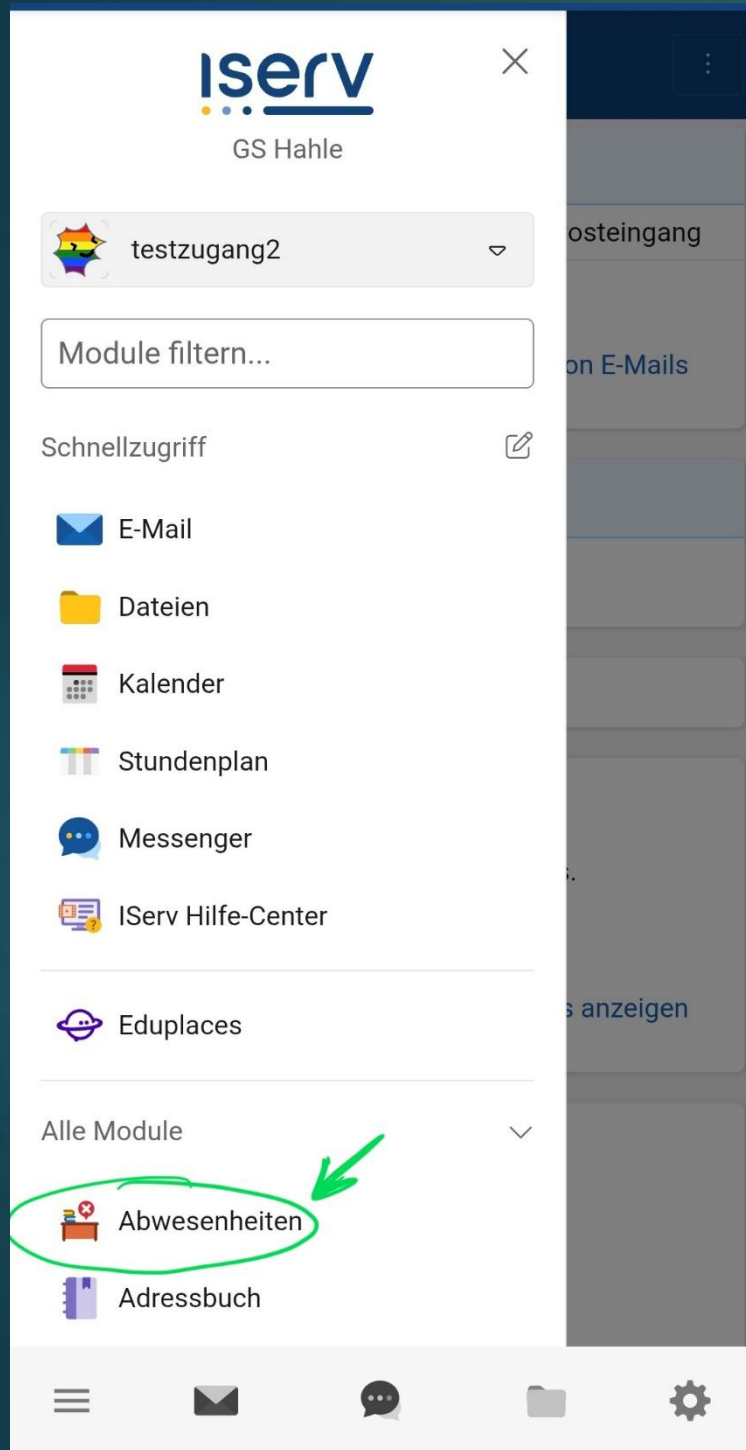 IServ
GS Hahle
testzugang2
osteingang
Module filtern...
on E-Mails
Schnellzugriff
E-Mail
Dateien
Kalender
Stundenplan
Messenger
s.
IServ Hilfe-Center
Eduplaces
s anzeigen
Alle Module
Abwesenheiten
Adressbuch